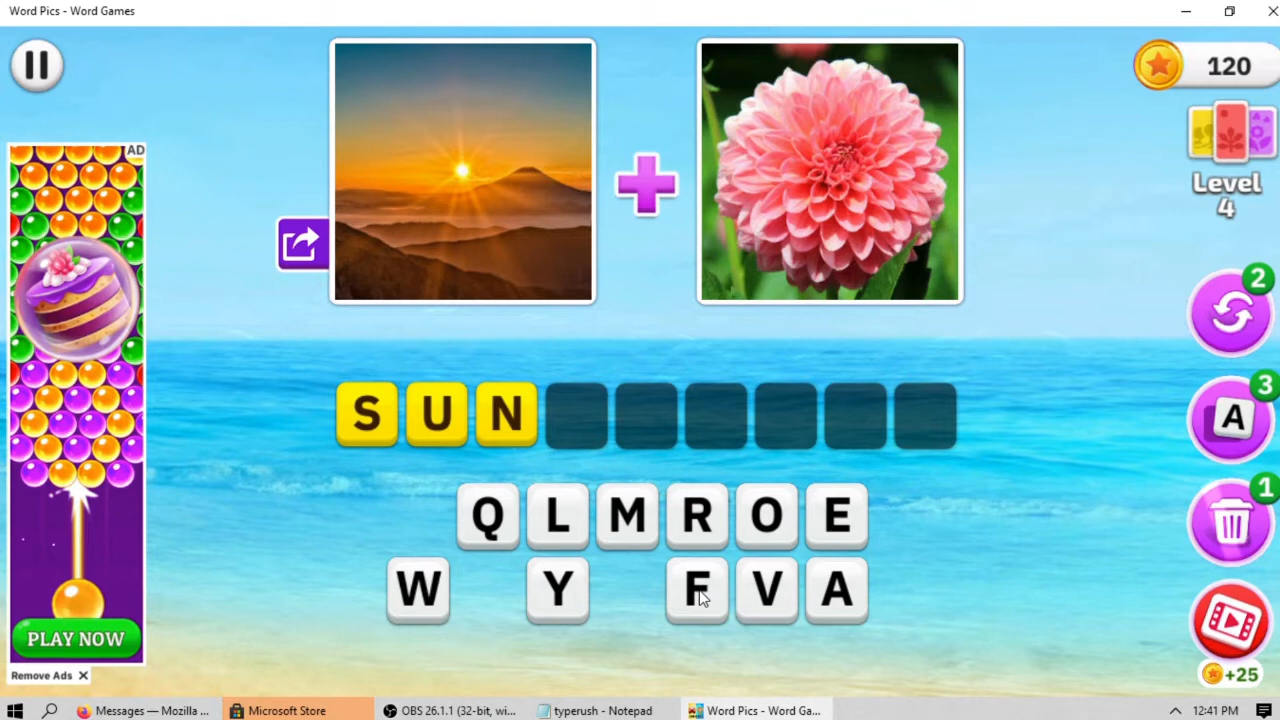 Word Pics - Word Games
120
AD
Level
4
2
3
A
S U N
Q L M R O E
1
W Y F V A
PLAY NOW
Remove Ads X
+25
Messages — Mozilla ...
Microsoft Store
OBS 26.1.1 (32-bit, wi...
typerush - Notepad
Word Pics - Word Ga...
12:41 PM